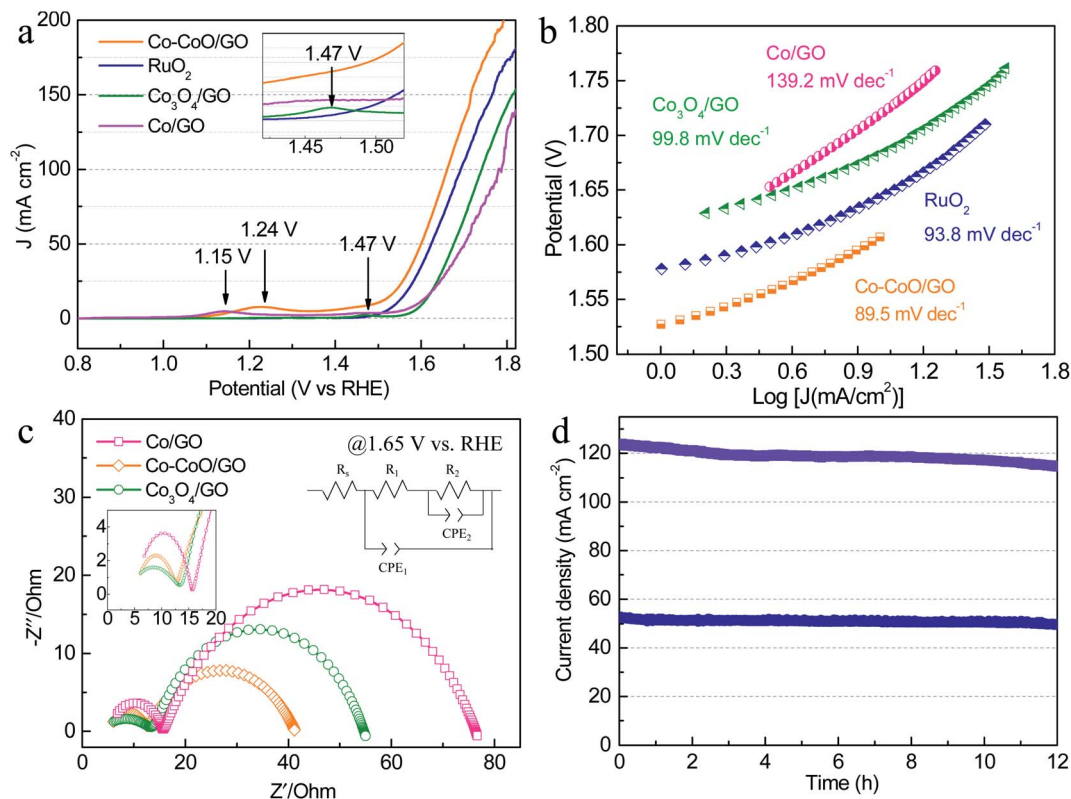 a
200
150
100
50
0
J (mA cm-2)
Co-CoO/GO
RuO2
Co3O4/GO
Co/GO
1.47 V
1.45 1.50
1.15 V
1.24 V
1.47 V
0.8 1.0 1.2 1.4 1.6 1.8
Potential (V vs RHE)
b
1.80
1.75
1.70
1.65
1.60
1.55
1.50
Potential (V)
Co/GO
139.2 mV dec-1
Co3O4/GO
99.8 mV dec-1
RuO2
93.8 mV dec-1
Co-CoO/GO
89.5 mV dec-1
0.0 0.3 0.6 0.9 1.2 1.5 1.8
Log [J(mA/cm2)]
c
40
30
20
10
0
-Z″/Ohm
Co/GO
Co-CoO/GO
Co3O4/GO
@1.65 V vs. RHE
Rs R1 R2
CPE2
CPE1
4
2
0
0 5 10 15 20
0 20 40 60 80
Z′/Ohm
d
120
100
80
60
40
20
0
Current density (mA cm-2)
0 2 4 6 8 10 12
Time (h)